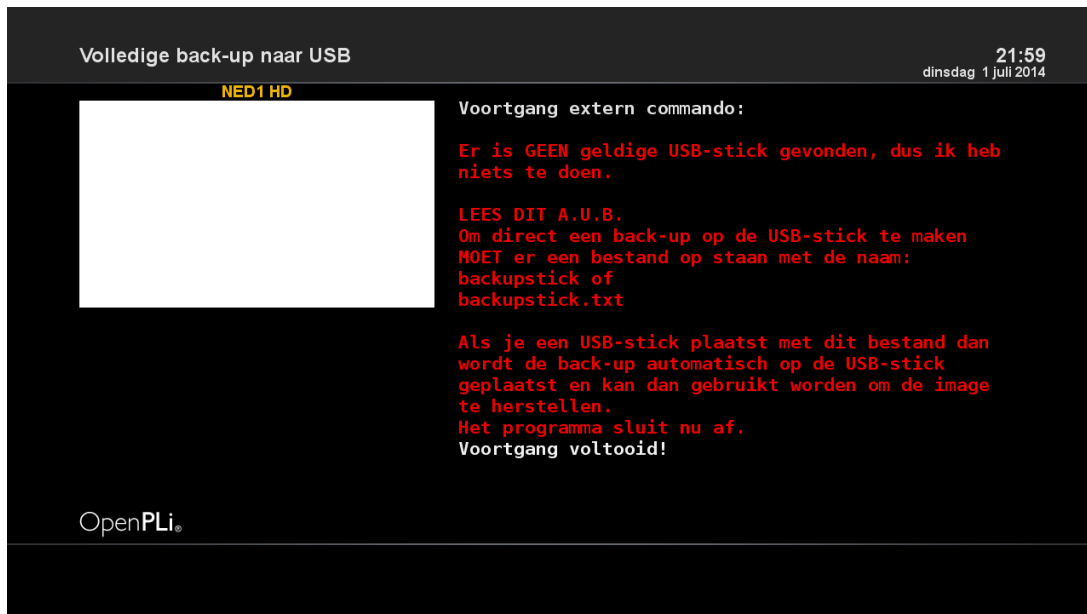 Volledige back-up naar USB
21:59
dinsdag 1 juli 2014
NED1 HD
Voortgang extern commando:
Er is GEEN geldige USB-stick gevonden, dus ik heb
niets te doen.
LEES DIT A.U.B.
Om direct een back-up op de USB-stick te maken
MOET er een bestand op staan met de naam:
backupstick of
backupstick.txt
Als je een USB-stick plaatst met dit bestand dan
wordt de back-up automatisch op de USB-stick
geplaatst en kan dan gebruikt worden om de image
te herstellen.
Het programma sluit nu af.
Voortgang voltooid!
OpenPLi®